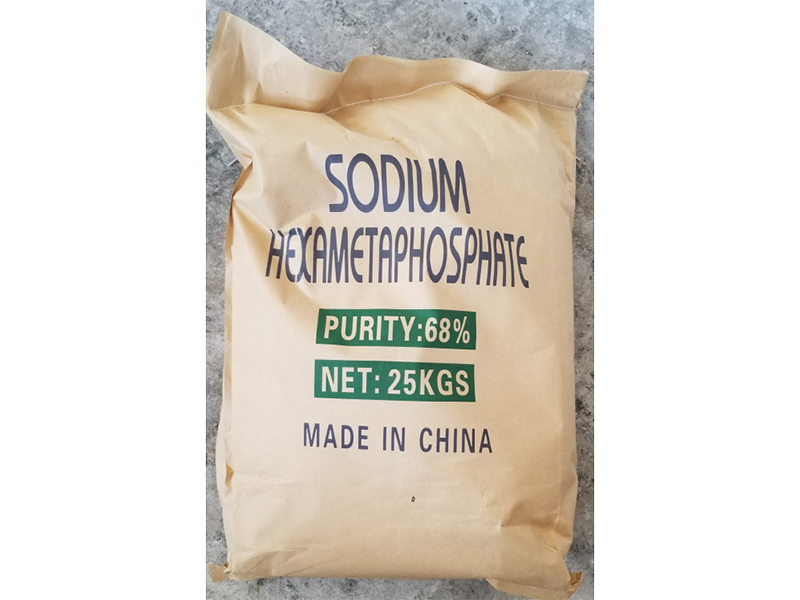 SODIUM
HEXAMETAPHOSPHATE
PURITY:68%
NET: 25KGS
MADE IN CHINA